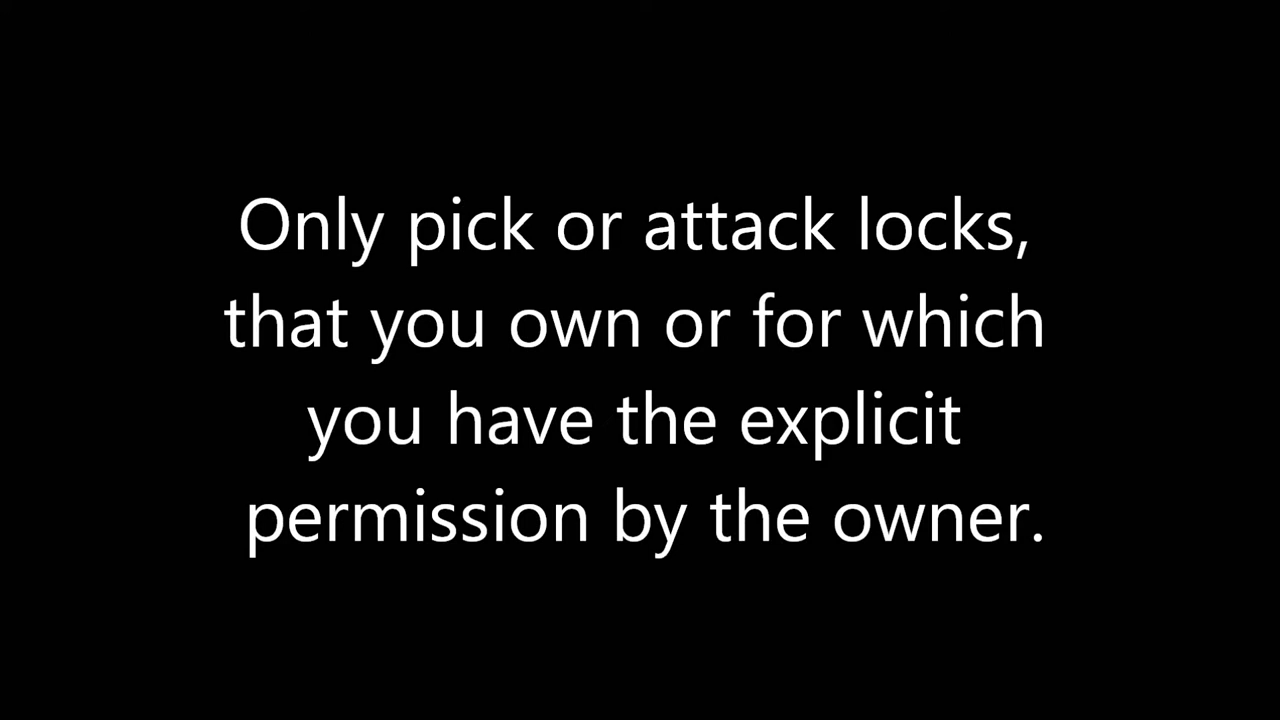 Only pick or attack locks,
that you own or for which
you have the explicit
permission by the owner.